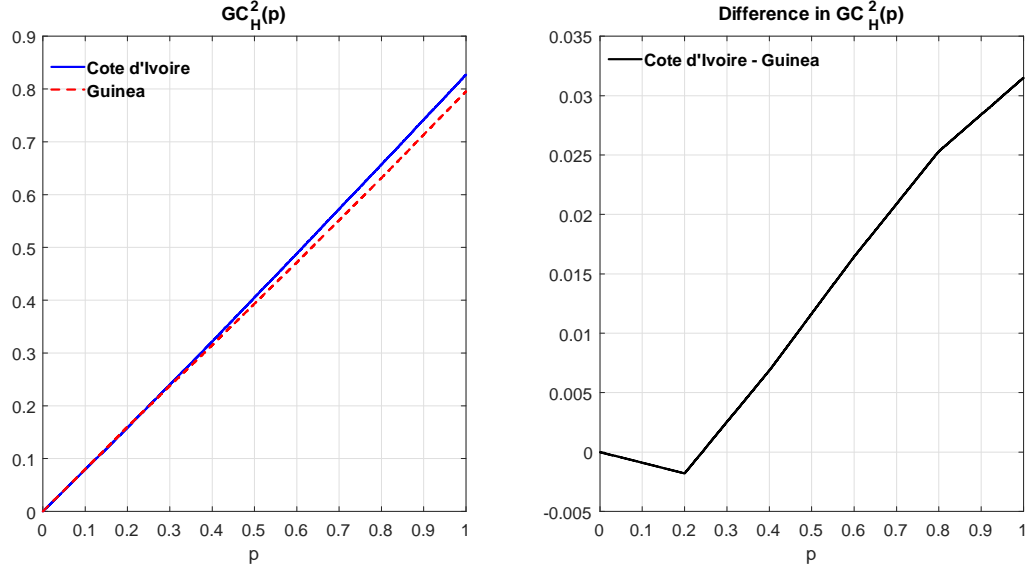 GC_H^2(p)
0.9
0.8
0.7
0.6
0.5
0.4
0.3
0.2
0.1
0
Cote d'Ivoire
Guinea
0 0.1 0.2 0.3 0.4 0.5 0.6 0.7 0.8 0.9 1
p
Difference in GC_H^2(p)
0.035
0.03
0.025
0.02
0.015
0.01
0.005
0
-0.005
Cote d'Ivoire - Guinea
0 0.1 0.2 0.3 0.4 0.5 0.6 0.7 0.8 0.9 1
p